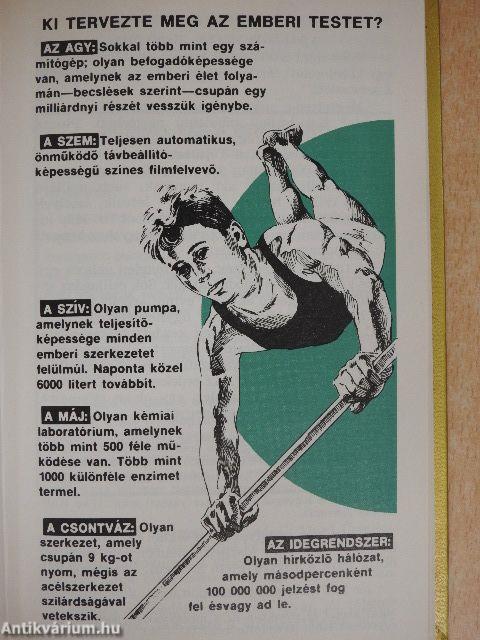 KI TERVEZTE MEG AZ EMBERI TESTET?
AZ AGY: Sokkal több mint egy szá-
mítógép; olyan befogadóképessége
van, amelynek az emberi élet folya-
mán—becslések szerint—csupán egy
milliárdnyi részét vesszük igénybe.
A SZEM: Teljesen automatikus,
önműködő távbeállító-
képességű színes filmfelvevő.
A SZÍV: Olyan pumpa,
amelynek teljesítő-
képessége minden
emberi szerkezetet
felülmúl. Naponta közel
6000 litert továbbít.
A MÁJ: Olyan kémiai
laboratórium, amelynek
több mint 500 féle mű-
ködése van. Több mint
1000 különféle enzimet
termel.
A CSONTVÁZ: Olyan
szerkezet, amely
csupán 9 kg-ot
nyom, mégis az
acélszerkezet
szilárdságával
vetekszik.
AZ IDEGRENDSZER:
Olyan hírközlő hálózat,
amely másodpercenként
100 000 000 jelzést fog
fel ésvagy ad le.
Antikvárium.hu